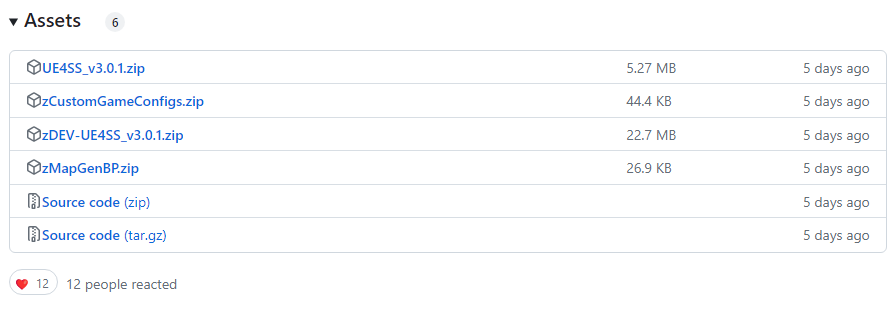 Assets 6
UE4SS_v3.0.1.zip 5.27 MB 5 days ago
zCustomGameConfigs.zip 44.4 KB 5 days ago
zDEV-UE4SS_v3.0.1.zip 22.7 MB 5 days ago
zMapGenBP.zip 26.9 KB 5 days ago
Source code (zip) 5 days ago
Source code (tar.gz) 5 days ago
12 12 people reacted